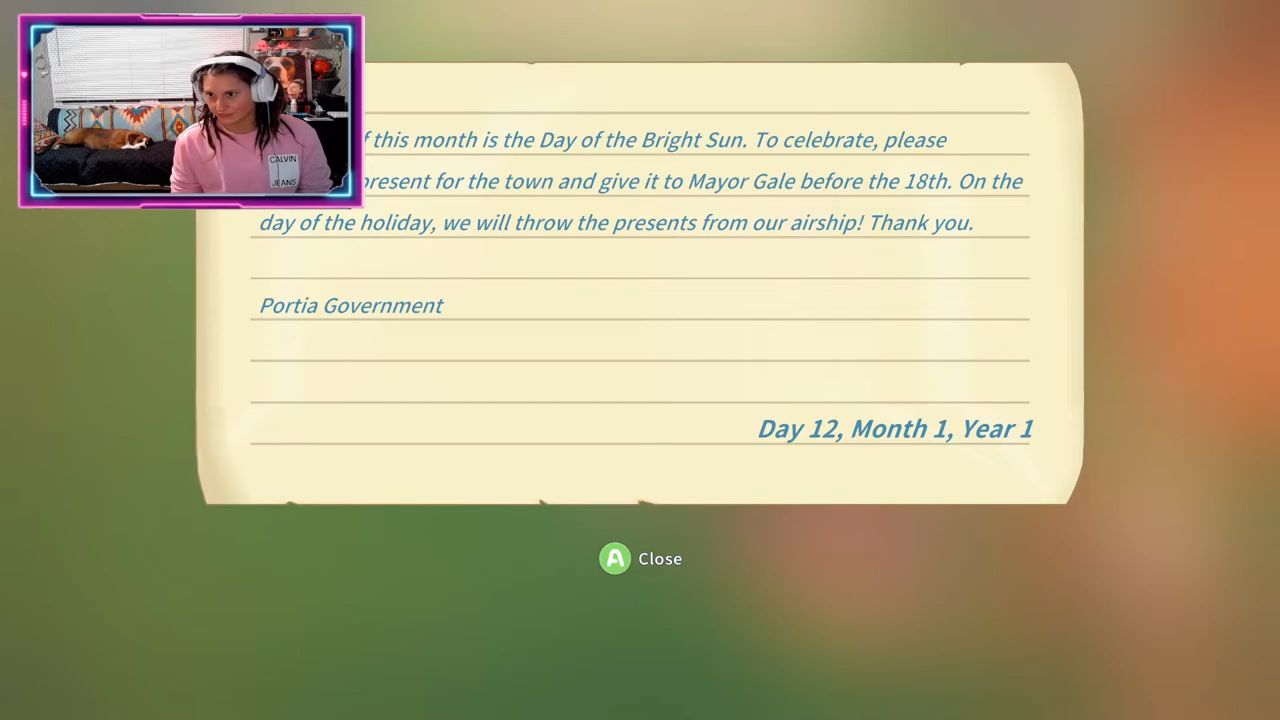 CALVIN
JEANS
f this month is the Day of the Bright Sun. To celebrate, please
present for the town and give it to Mayor Gale before the 18th. On the
day of the holiday, we will throw the presents from our airship! Thank you.
Portia Government
Day 12, Month 1, Year 1
A Close